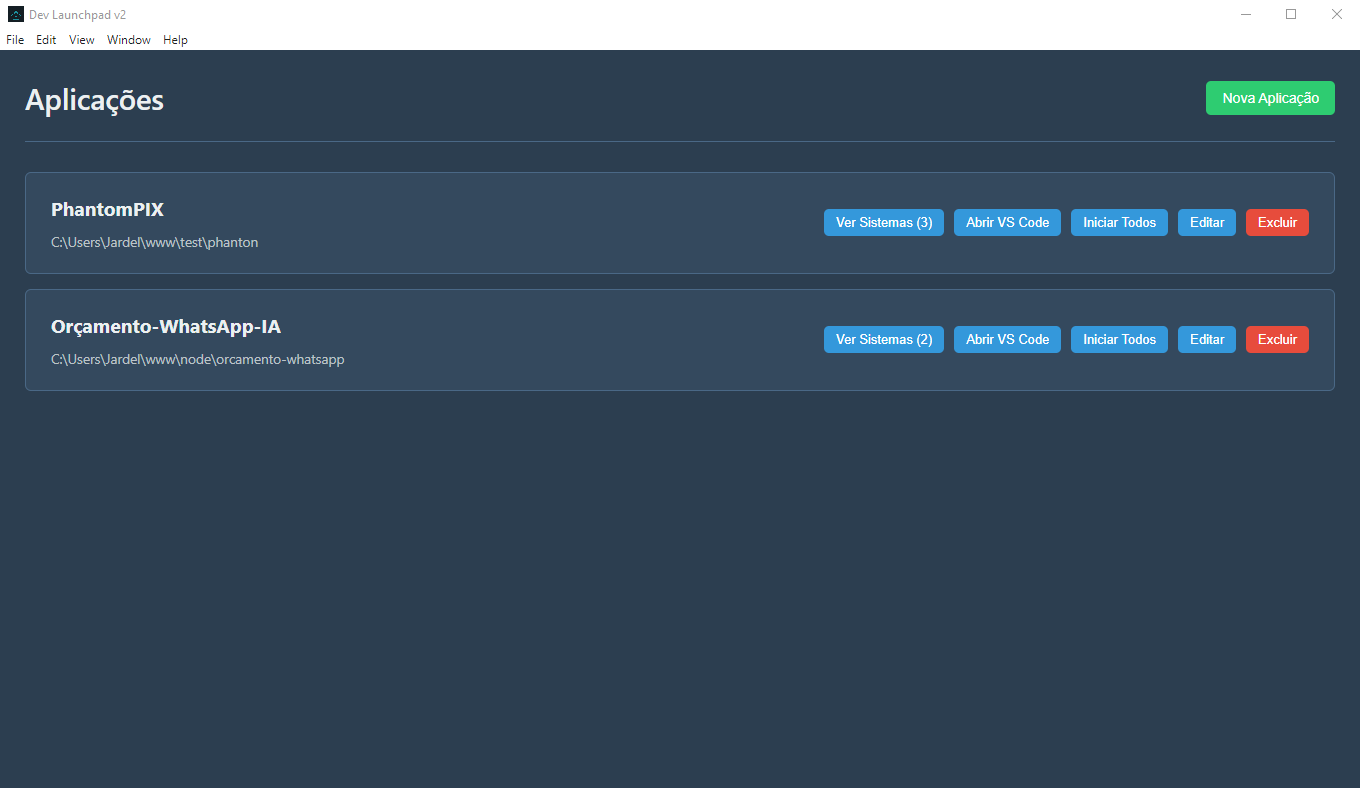 Dev Launchpad v2
File Edit View Window Help
Aplicações
Nova Aplicação
PhantomPIX
C:\Users\Jardel\www\test\phanton
Ver Sistemas (3) Abrir VS Code Iniciar Todos Editar Excluir
Orçamento-WhatsApp-IA
C:\Users\Jardel\www\node\orcamento-whatsapp
Ver Sistemas (2) Abrir VS Code Iniciar Todos Editar Excluir